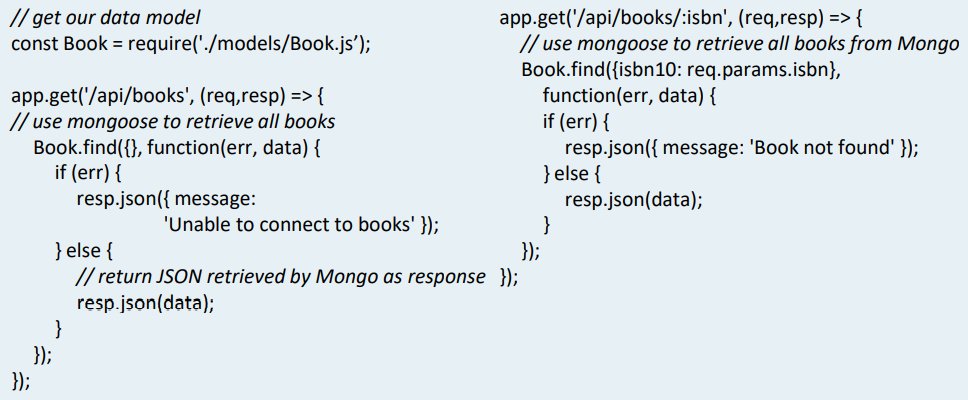 // get our data model
const Book = require('./models/Book.js’);

app.get('/api/books', (req,resp) => {
// use mongoose to retrieve all books
Book.find({}, function(err, data) {
if (err) {
resp.json({ message:
'Unable to connect to books' });
} else {
// return JSON retrieved by Mongo as response
resp.json(data);
}
});
});

app.get('/api/books/:isbn', (req,resp) => {
// use mongoose to retrieve all books from Mongo
Book.find({isbn10: req.params.isbn},
function(err, data) {
if (err) {
resp.json({ message: 'Book not found' });
} else {
resp.json(data);
}
});
});